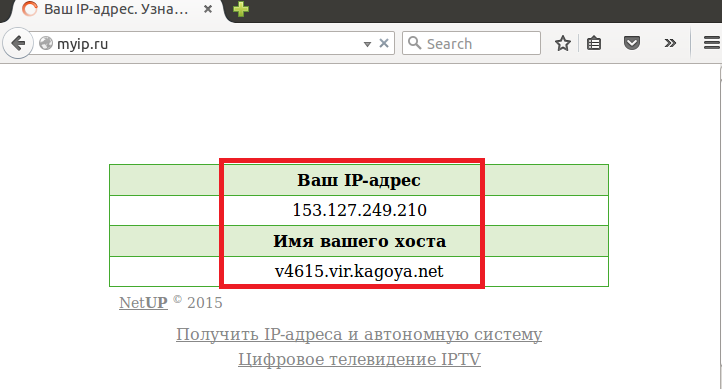 Ваш IP-адрес. Узна...
myip.ru
Search
Ваш IP-адрес
153.127.249.210
Имя вашего хоста
v4615.vir.kagoya.net
NetUP © 2015
Получить IP-адреса и автономную систему
Цифровое телевидение IPTV